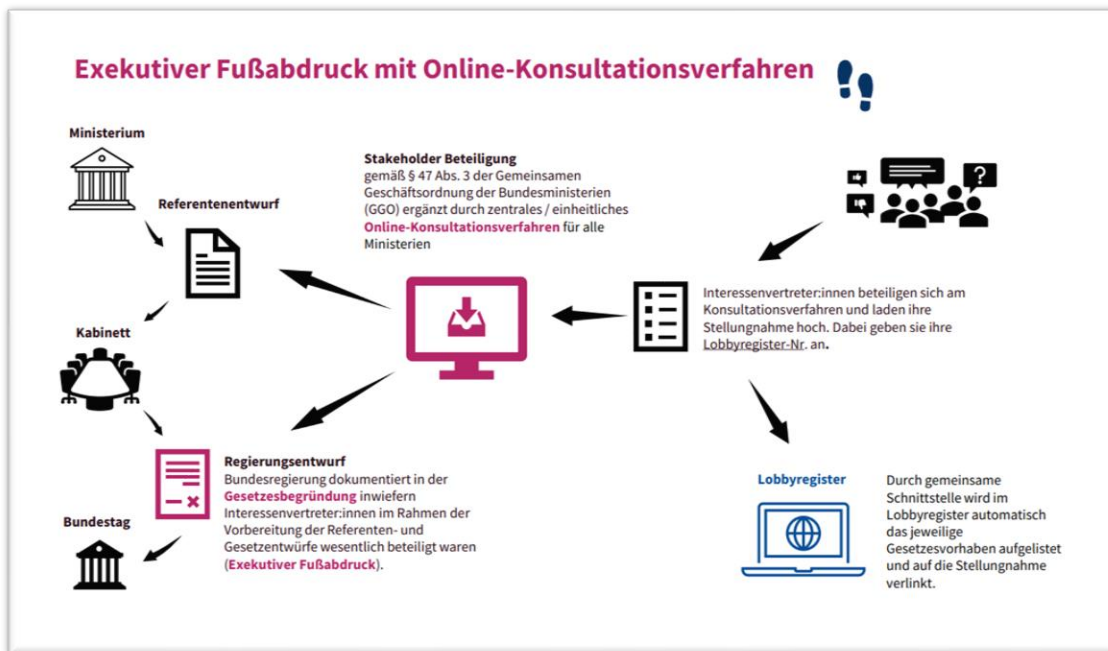 Exekutiver Fußabdruck mit Online-Konsultationsverfahren
Ministerium
Referentenentwurf
Stakeholder Beteiligung
gemäß § 47 Abs. 3 der Gemeinsamen
Geschäftsordnung der Bundesministerien
(GGO) ergänzt durch zentrales / einheitliches
Online-Konsultationsverfahren für alle
Ministerien
?
Interessenvertreter:innen beteiligen sich am
Konsultationsverfahren und laden ihre
Stellungnahme hoch. Dabei geben sie ihre
Lobbyregister-Nr. an.
Kabinett
Regierungsentwurf
Bundesregierung dokumentiert in der
Gesetzesbegründung inwiefern
Interessenvertreter:innen im Rahmen der
Vorbereitung der Referenten- und
Gesetzentwürfe wesentlich beteiligt waren
(Exekutiver Fußabdruck).
Bundestag
Lobbyregister
Durch gemeinsame
Schnittstelle wird im
Lobbyregister automatisch
das jeweilige
Gesetzesvorhaben aufgelistet
und auf die Stellungnahme
verlinkt.